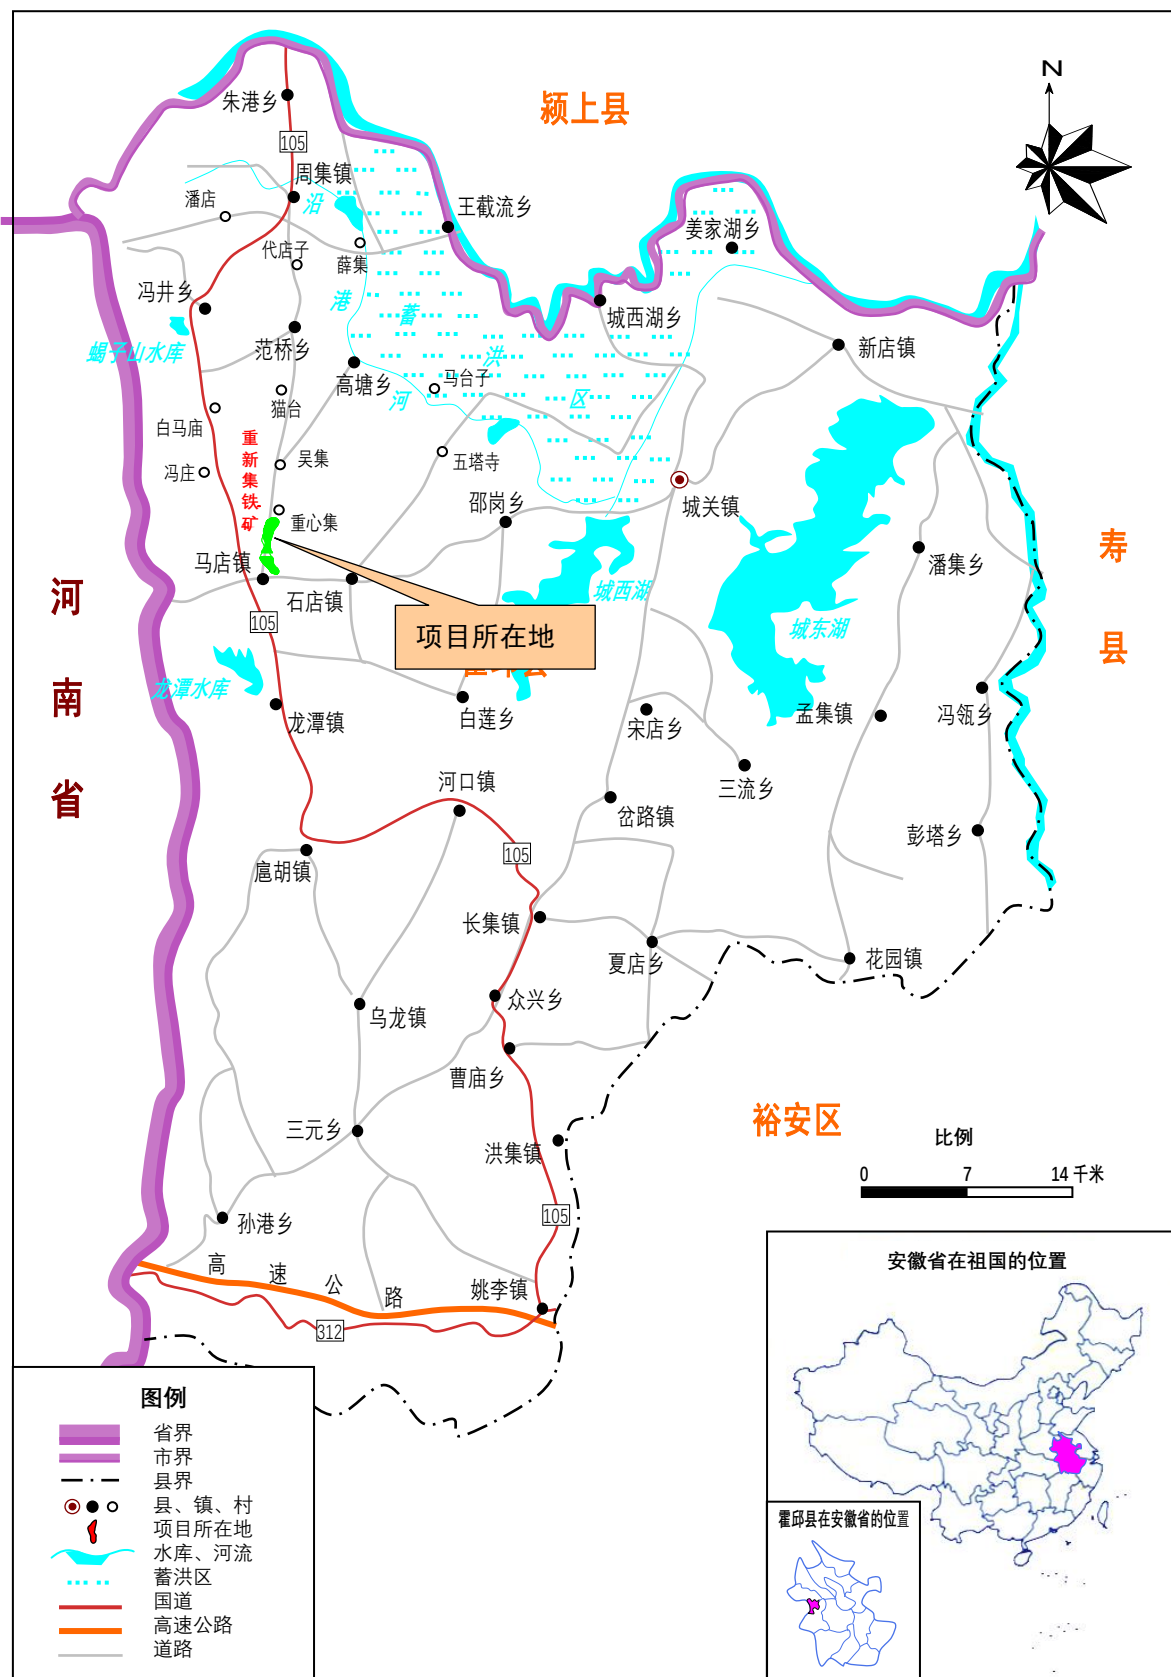 N
颍上县
朱港乡
105
周集镇
潘店
沿
王截流乡
姜家湖乡
代店子
薛集
冯井乡
港
蓄
城西湖乡
蝎子山水库
范桥乡
洪
新店镇
高塘乡
马台子
猫台
河
区
白马庙
重新集铁矿
吴集
五塔寺
冯庄
邵岗乡
城关镇
重心集
寿县
马店镇
潘集乡
石店镇
城西湖
河南省
105
项目所在地
城东湖
龙潭水库
龙潭镇
白莲乡
宋店乡
孟集镇
冯瓴乡
河口镇
三流乡
岔路镇
彭塔乡
105
扈胡镇
长集镇
夏店乡
花园镇
众兴乡
乌龙镇
曹庙乡
裕安区
三元乡
洪集镇
比例
0 7 14 千米
105
孙港乡
高速公路
姚李镇
312
安徽省在祖国的位置
霍邱县在安徽省的位置
图例
省界
市界
县界
县、镇、村
项目所在地
水库、河流
蓄洪区
国道
高速公路
道路